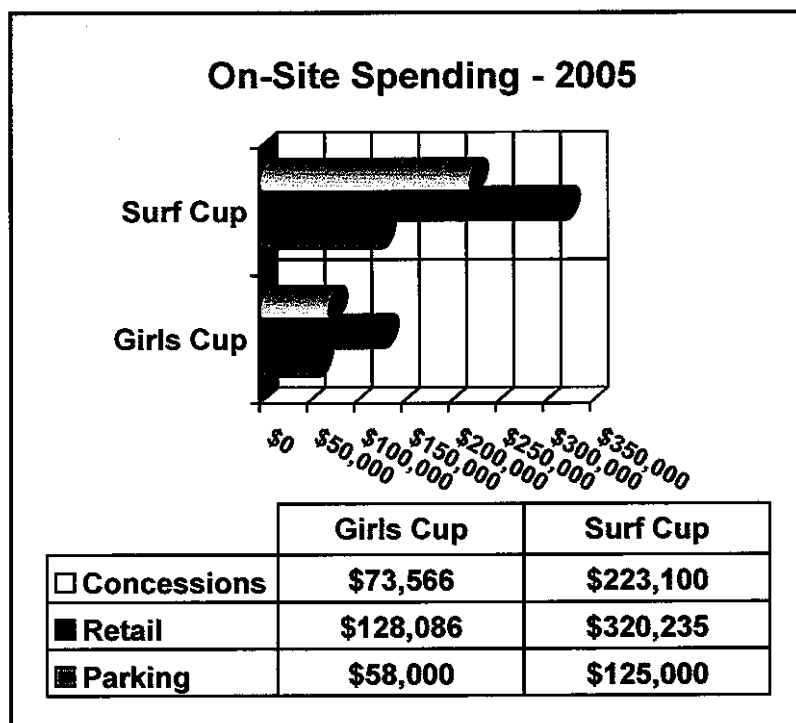 On-Site Spending - 2005
Surf Cup
Girls Cup
$0 $50,000 $100,000 $150,000 $200,000 $250,000 $300,000 $350,000
Girls Cup Surf Cup
Concessions $73,566 $223,100
Retail $128,086 $320,235
Parking $58,000 $125,000